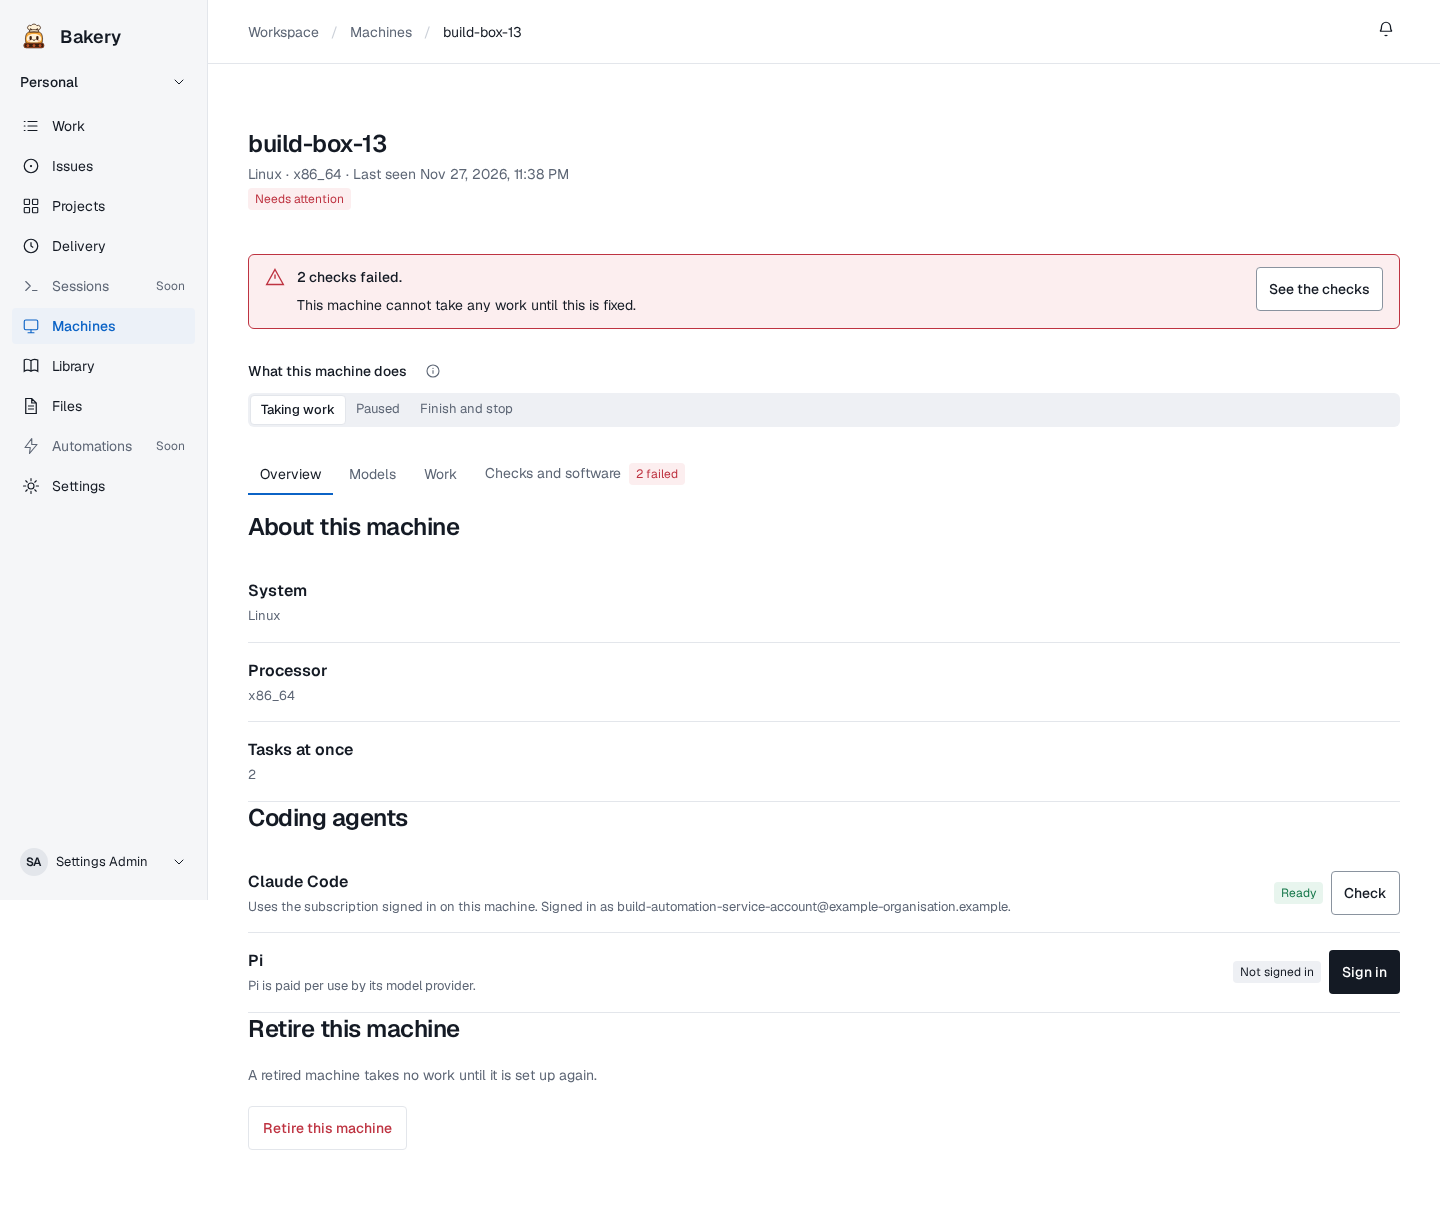 Bakery
Personal
Work
Issues
Projects
Delivery
Sessions Soon
Machines
Library
Files
Automations Soon
Settings
SA Settings Admin
Workspace / Machines / build-box-13
build-box-13
Linux · x86_64 · Last seen Nov 27, 2026, 11:38 PM
Needs attention
2 checks failed.
This machine cannot take any work until this is fixed.
See the checks
What this machine does
Taking work Paused Finish and stop
Overview Models Work Checks and software 2 failed
About this machine
System
Linux
Processor
x86_64
Tasks at once
2
Coding agents
Claude Code
Uses the subscription signed in on this machine. Signed in as build-automation-service-account@example-organisation.example.
Ready Check
Pi
Pi is paid per use by its model provider.
Not signed in Sign in
Retire this machine
A retired machine takes no work until it is set up again.
Retire this machine